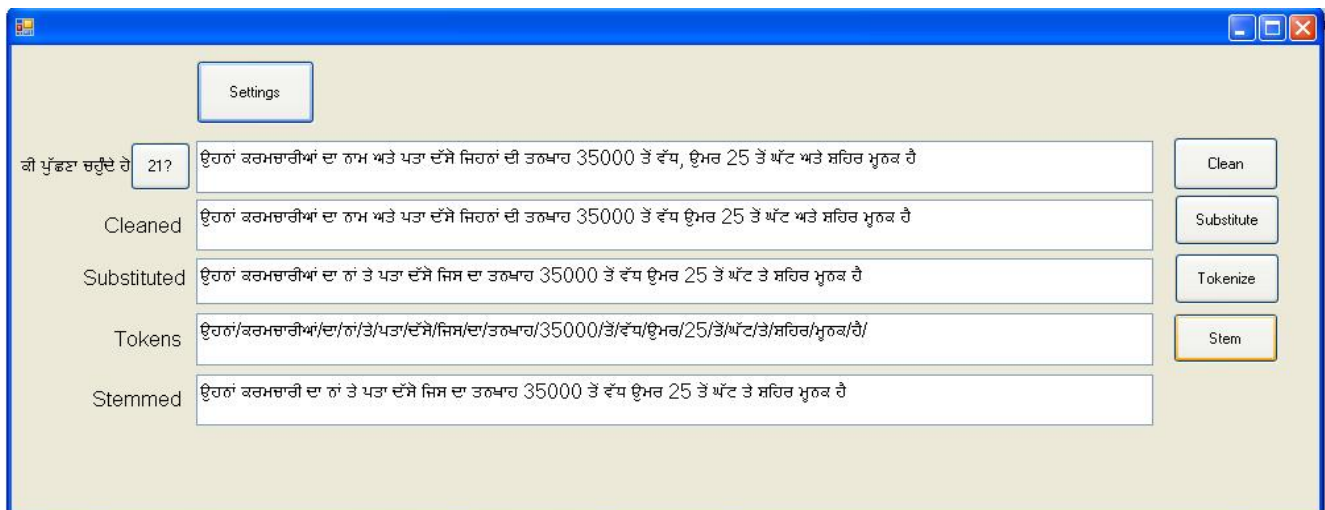 Settings
ਕੀ ਪੁੱਛਣਾ ਚਹੁੰਦੇ ਹੋ 21? ਉਹਨਾਂ ਕਰਮਚਾਰੀਆਂ ਦਾ ਨਾਮ ਅਤੇ ਪਤਾ ਦੱਸੋ ਜਿਹਨਾਂ ਦੀ ਤਨਖਾਹ 35000 ਤੋਂ ਵੱਧ, ਉਮਰ 25 ਤੋਂ ਘੱਟ ਅਤੇ ਸ਼ਹਿਰ ਮੂਨਕ ਹੈ Clean
Cleaned ਉਹਨਾਂ ਕਰਮਚਾਰੀਆਂ ਦਾ ਨਾਮ ਅਤੇ ਪਤਾ ਦੱਸੋ ਜਿਹਨਾਂ ਦੀ ਤਨਖਾਹ 35000 ਤੋਂ ਵੱਧ ਉਮਰ 25 ਤੋਂ ਘੱਟ ਅਤੇ ਸ਼ਹਿਰ ਮੂਨਕ ਹੈ Substitute
Substituted ਉਹਨਾਂ ਕਰਮਚਾਰੀਆਂ ਦਾ ਨਾਂ ਤੇ ਪਤਾ ਦੱਸੋ ਜਿਸ ਦਾ ਤਨਖਾਹ 35000 ਤੋਂ ਵੱਧ ਉਮਰ 25 ਤੋਂ ਘੱਟ ਤੇ ਸ਼ਹਿਰ ਮੂਨਕ ਹੈ Tokenize
Tokens ਉਹਨਾਂ/ਕਰਮਚਾਰੀਆਂ/ਦਾ/ਨਾਂ/ਤੇ/ਪਤਾ/ਦੱਸੋ/ਜਿਸ/ਦਾ/ਤਨਖਾਹ/35000/ਤੋਂ/ਵੱਧ/ਉਮਰ/25/ਤੋਂ/ਘੱਟ/ਤੇ/ਸ਼ਹਿਰ/ਮੂਨਕ/ਹੈ/ Stem
Stemmed ਉਹਨਾਂ ਕਰਮਚਾਰੀ ਦਾ ਨਾਂ ਤੇ ਪਤਾ ਦੱਸੋ ਜਿਸ ਦਾ ਤਨਖਾਹ 35000 ਤੋਂ ਵੱਧ ਉਮਰ 25 ਤੋਂ ਘੱਟ ਤੇ ਸ਼ਹਿਰ ਮੂਨਕ ਹੈ